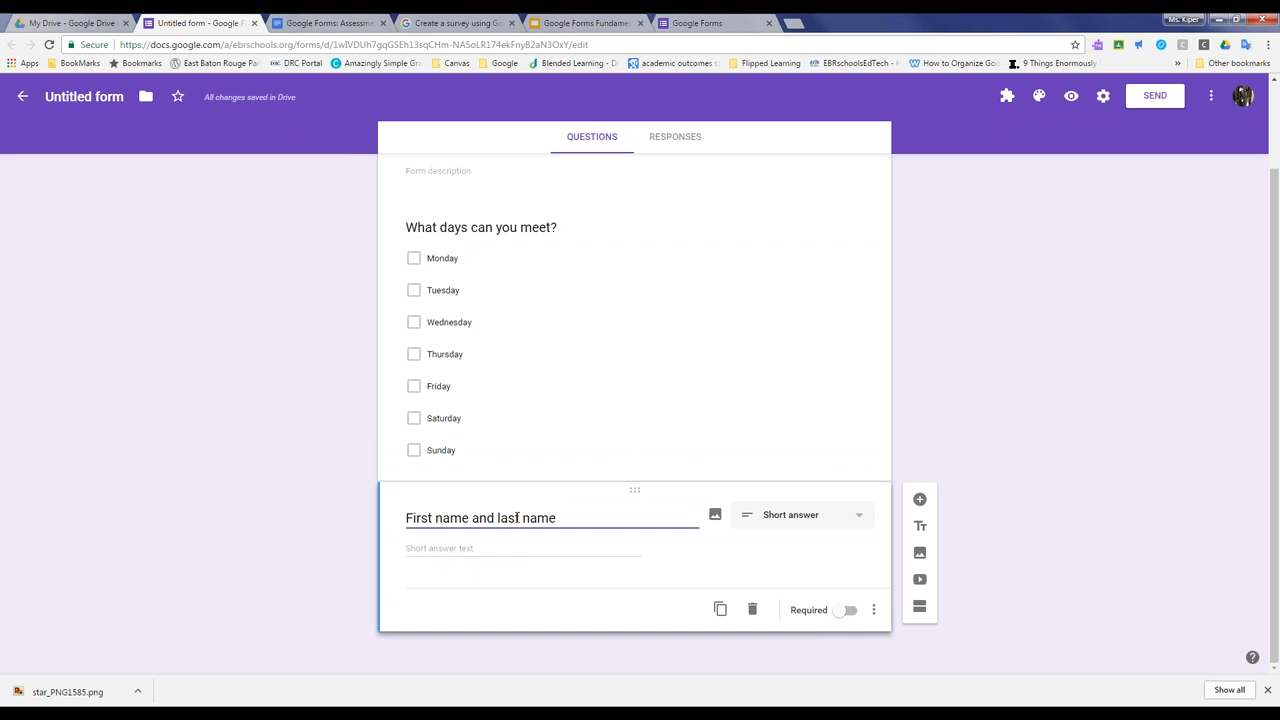 My Drive - Google Drive
Untitled form - Google F
Google Forms: Assessme
Create a survey using Go
Google Forms Fundame
Google Forms
Ms. Kiper
Secure
https://docs.google.com/a/ebrschools.org/forms/d/1wIVDUh7gqGSEh13sqCHm-NA5oLR174ekFnyB2aN3OxY/edit
Apps
BookMarks
Bookmarks
East Baton Rouge Pa
DRC Portal
Amazingly Simple Gr
Canvas
Google
Blended Learning - D
academic outcomes s
Flipped Learning
EBRschoolsEdTech - H
How to Organize Goo
9 Things Enormously
»
Other bookmarks
Untitled form
All changes saved in Drive
SEND
QUESTIONS
RESPONSES
Form description
What days can you meet?
Monday
Tuesday
Wednesday
Thursday
Friday
Saturday
Sunday
First name and last name
Short answer
Short answer text
Required
star_PNG1585.png
Show all